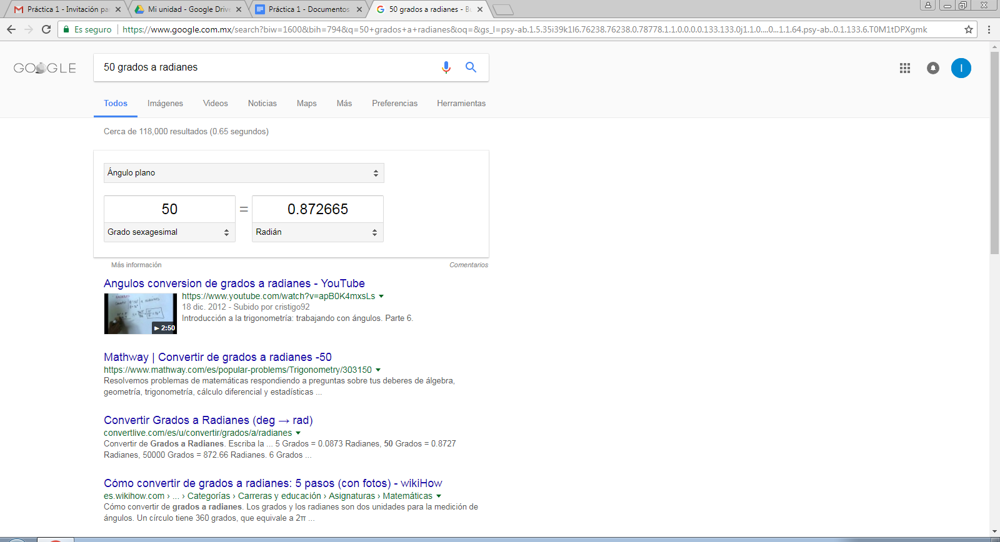 Práctica 1 - Invitación pa
Mi unidad - Google Drive
Práctica 1 - Documentos
50 grados a radianes - Bu
Es seguro
https://www.google.com.mx/search?biw=1600&bih=794&q=50+grados+a+radianes&oq=&gs_l=psy-ab.1.5.35i39k1l6.76238.76238.0.78778.1.1.0.0.0.0.133.133.0j1.1.0....0...1.1.64.psy-ab..0.1.133.6.T0M1tDPXgmk
GOOGLE
50 grados a radianes
I
Todos
Imágenes
Videos
Noticias
Maps
Más
Preferencias
Herramientas
Cerca de 118,000 resultados (0.65 segundos)
Ángulo plano
50 = 0.872665
Grado sexagesimal
Radián
Más información
Comentarios
Angulos conversion de grados a radianes - YouTube
https://www.youtube.com/watch?v=apB0K4mxsLs
18 dic. 2012 - Subido por cristigo92
Introducción a la trigonometría: trabajando con ángulos. Parte 6.
2:50
Mathway | Convertir de grados a radianes -50
https://www.mathway.com/es/popular-problems/Trigonometry/303150
Resolvemos problemas de matemáticas respondiendo a preguntas sobre tus deberes de álgebra,
geometría, trigonometría, cálculo diferencial y estadísticas ...
Convertir Grados a Radianes (deg → rad)
convertlive.com/es/u/convertir/grados/a/radianes
Convertir de Grados a Radianes. Escriba la ... 5 Grados = 0.0873 Radianes, 50 Grados = 0.8727
Radianes, 50000 Grados = 872.66 Radianes. 6 Grados ...
Cómo convertir de grados a radianes: 5 pasos (con fotos) - wikiHow
es.wikihow.com › ... › Categorías › Carreras y educación › Asignaturas › Matemáticas
Cómo convertir de grados a radianes. Los grados y los radianes son dos unidades para la medición de
ángulos. Un círculo tiene 360 grados, que equivale a 2π ...